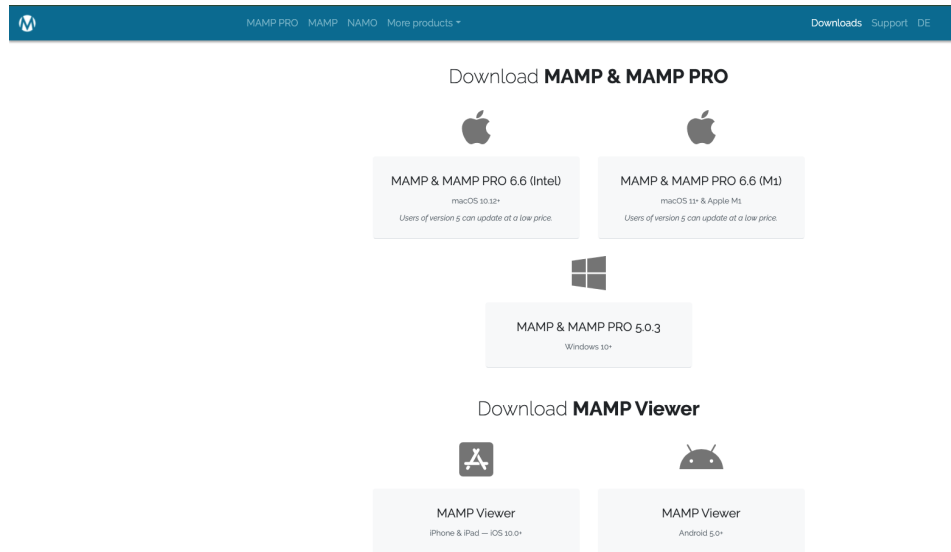 MAMP PRO MAMP NAMO More products Downloads Support DE
Download MAMP & MAMP PRO
MAMP & MAMP PRO 6.6 (Intel)
macOS 10.12+
Users of version 5 can update at a low price.
MAMP & MAMP PRO 6.6 (M1)
macOS 11+ & Apple M1
Users of version 5 can update at a low price.
MAMP & MAMP PRO 5.0.3
Windows 10+
Download MAMP Viewer
MAMP Viewer
iPhone & iPad — iOS 10.0+
MAMP Viewer
Android 5.0+